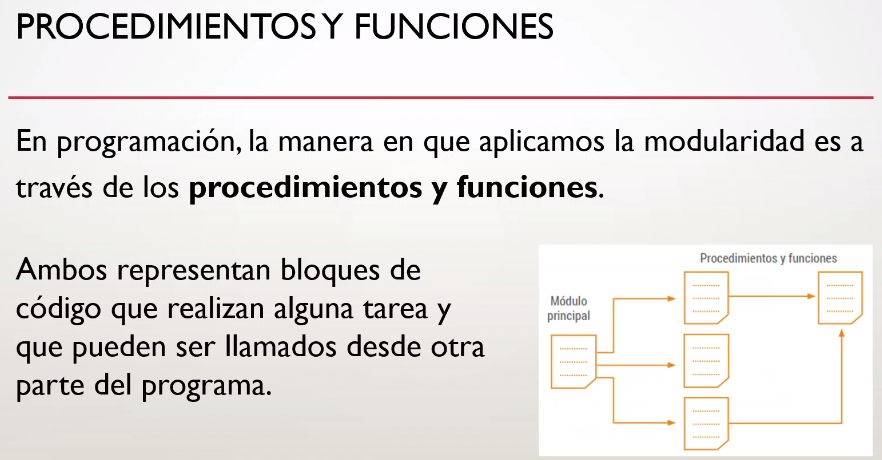 PROCEDIMIENTOS Y FUNCIONES
En programación, la manera en que aplicamos la modularidad es a
través de los procedimientos y funciones.
Ambos representan bloques de
código que realizan alguna tarea y
que pueden ser llamados desde otra
parte del programa.
Procedimientos y funciones
Módulo
principal